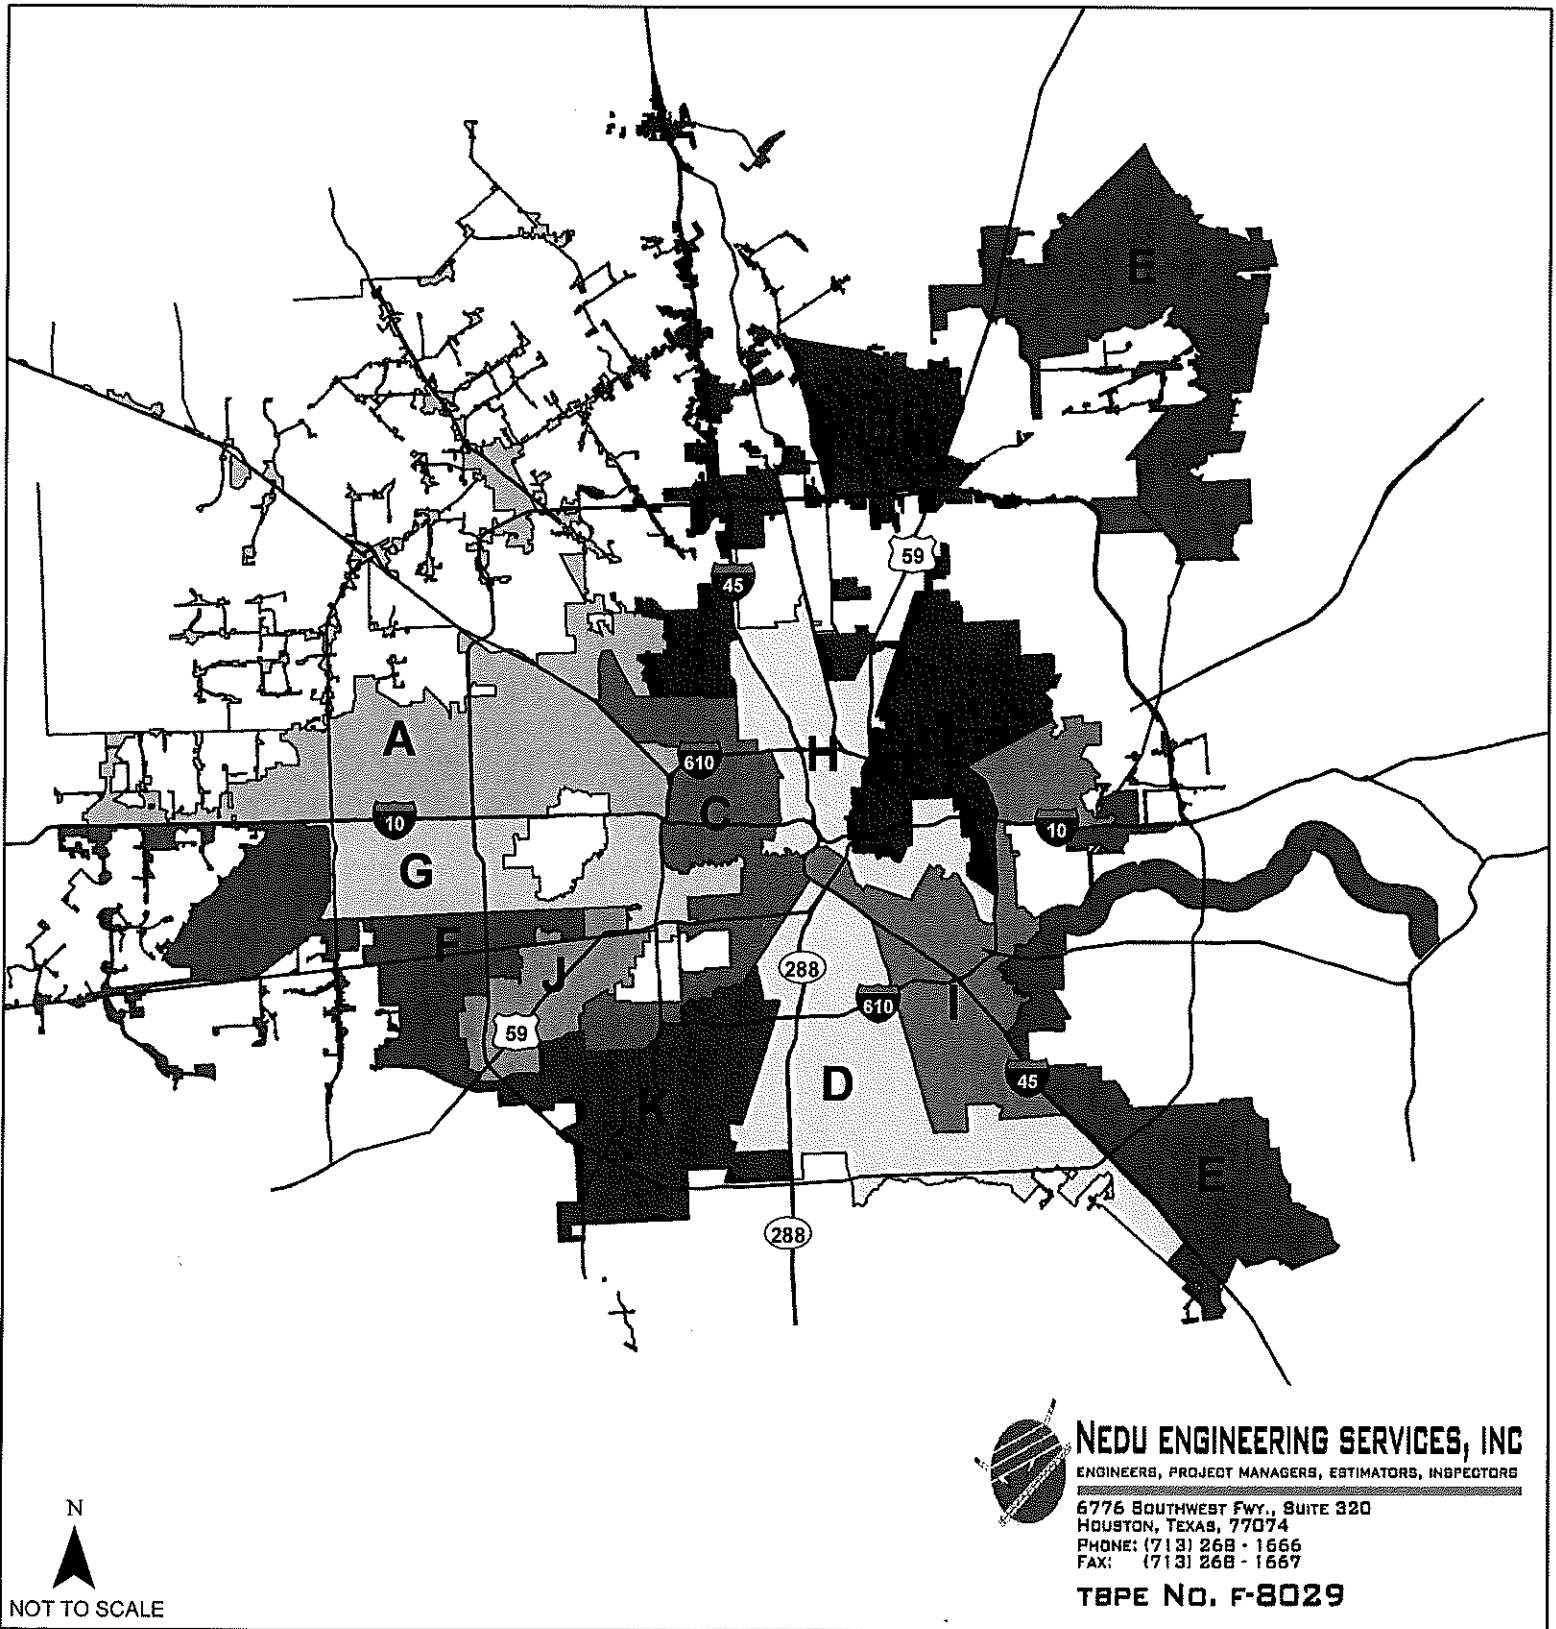 E
59
45
A
H
610
C
10
10
G
F
J
288
610
I
59
45
D
K
E
288
NEDU ENGINEERING SERVICES, INC
ENGINEERS, PROJECT MANAGERS, ESTIMATORS, INSPECTORS
6776 SOUTHWEST FWY., SUITE 320
HOUSTON, TEXAS, 77074
PHONE: (713) 268 - 1666
FAX: (713) 268 - 1667
TBPE NO. F-8029
N
NOT TO SCALE